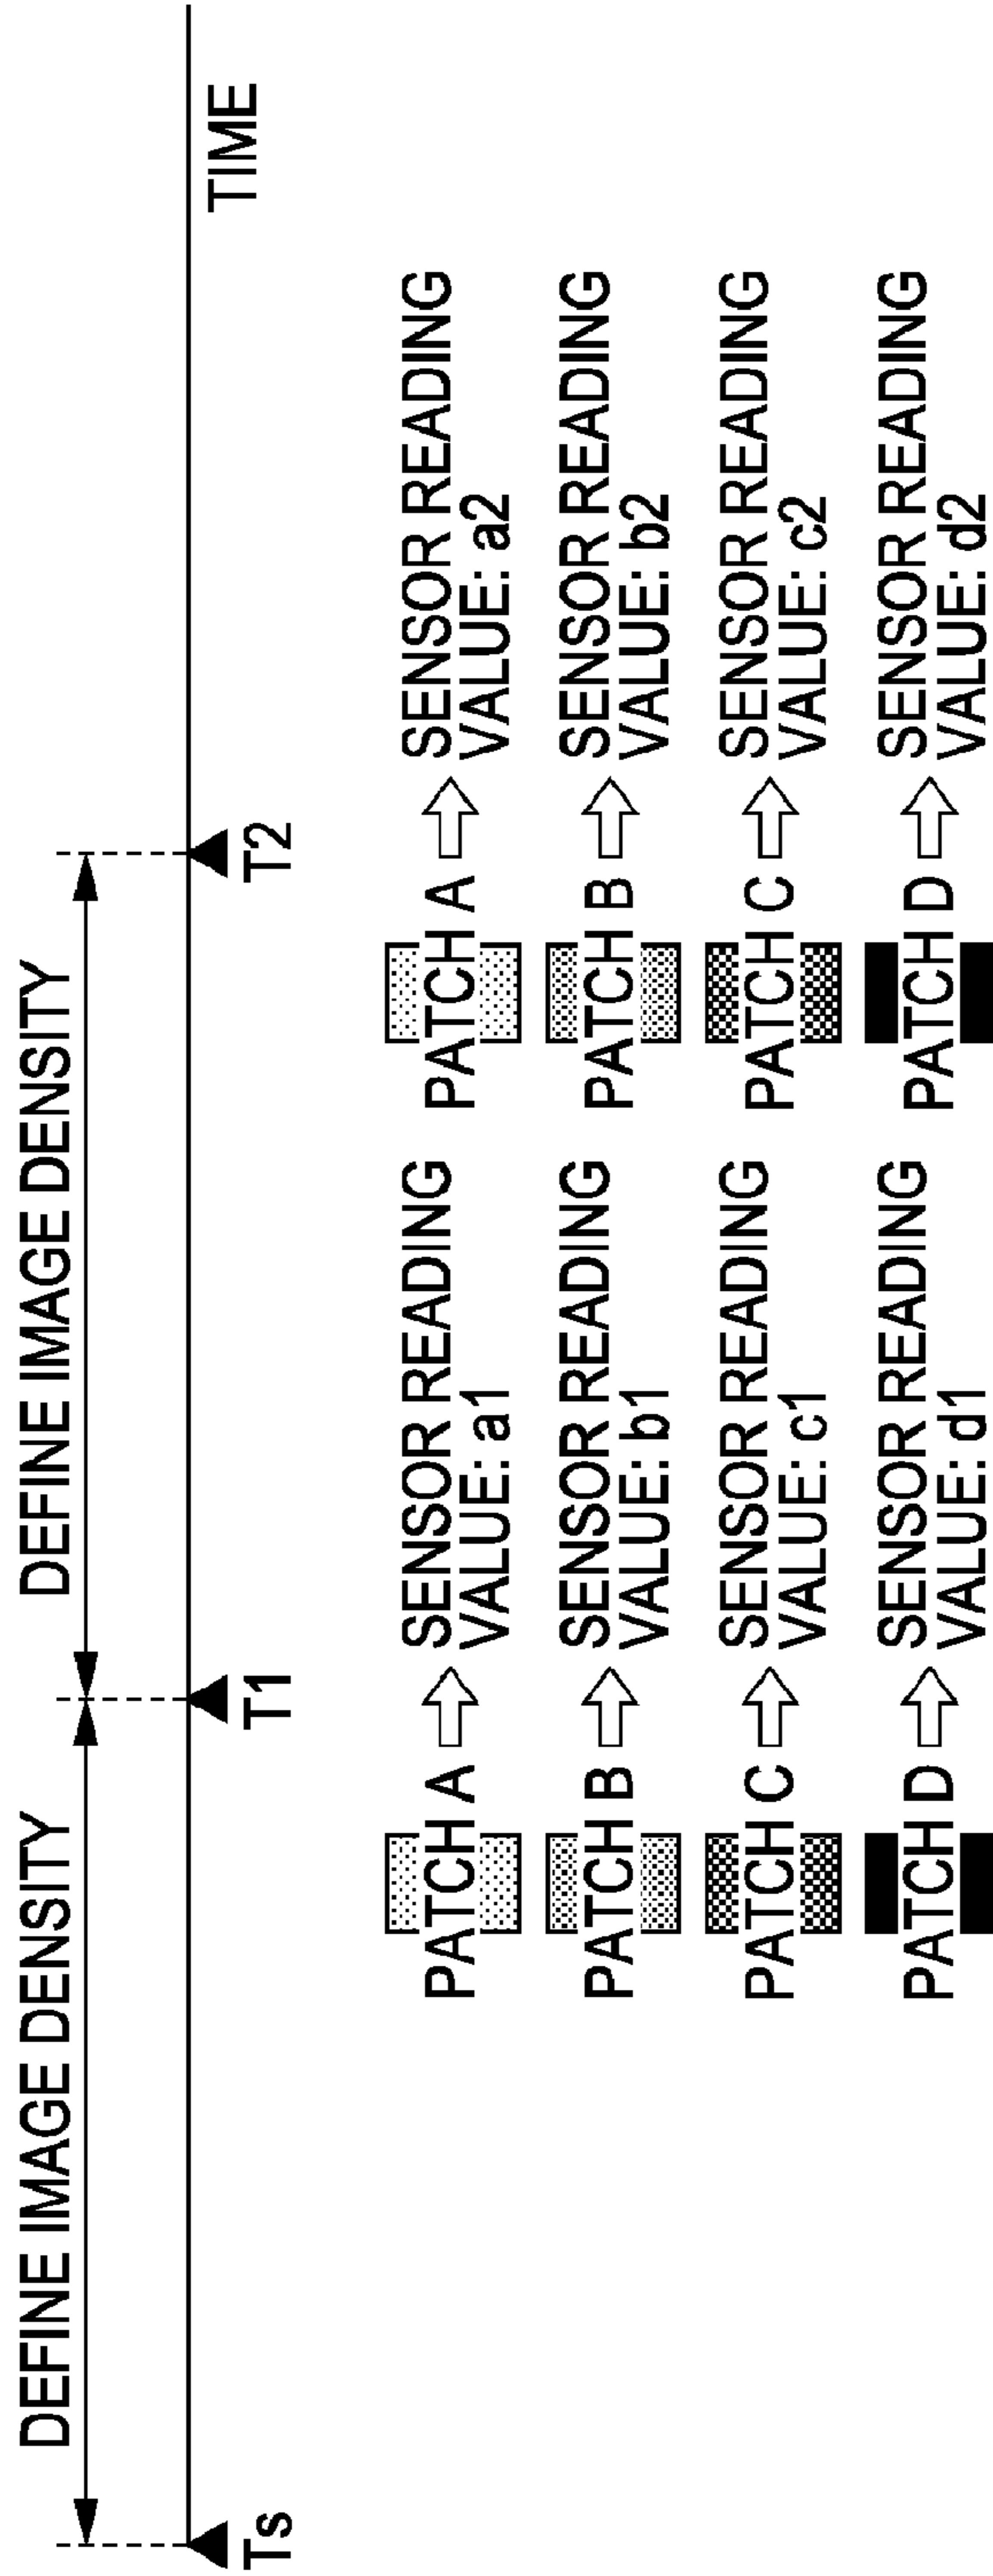 DEFINE IMAGE DENSITY
DEFINE IMAGE DENSITY
Ts
T1
T2
TIME
PATCH A
SENSOR READING
VALUE: a1
PATCH A
SENSOR READING
VALUE: a2
PATCH B
SENSOR READING
VALUE: b1
PATCH B
SENSOR READING
VALUE: b2
PATCH C
SENSOR READING
VALUE: c1
PATCH C
SENSOR READING
VALUE: c2
PATCH D
SENSOR READING
VALUE: d1
PATCH D
SENSOR READING
VALUE: d2